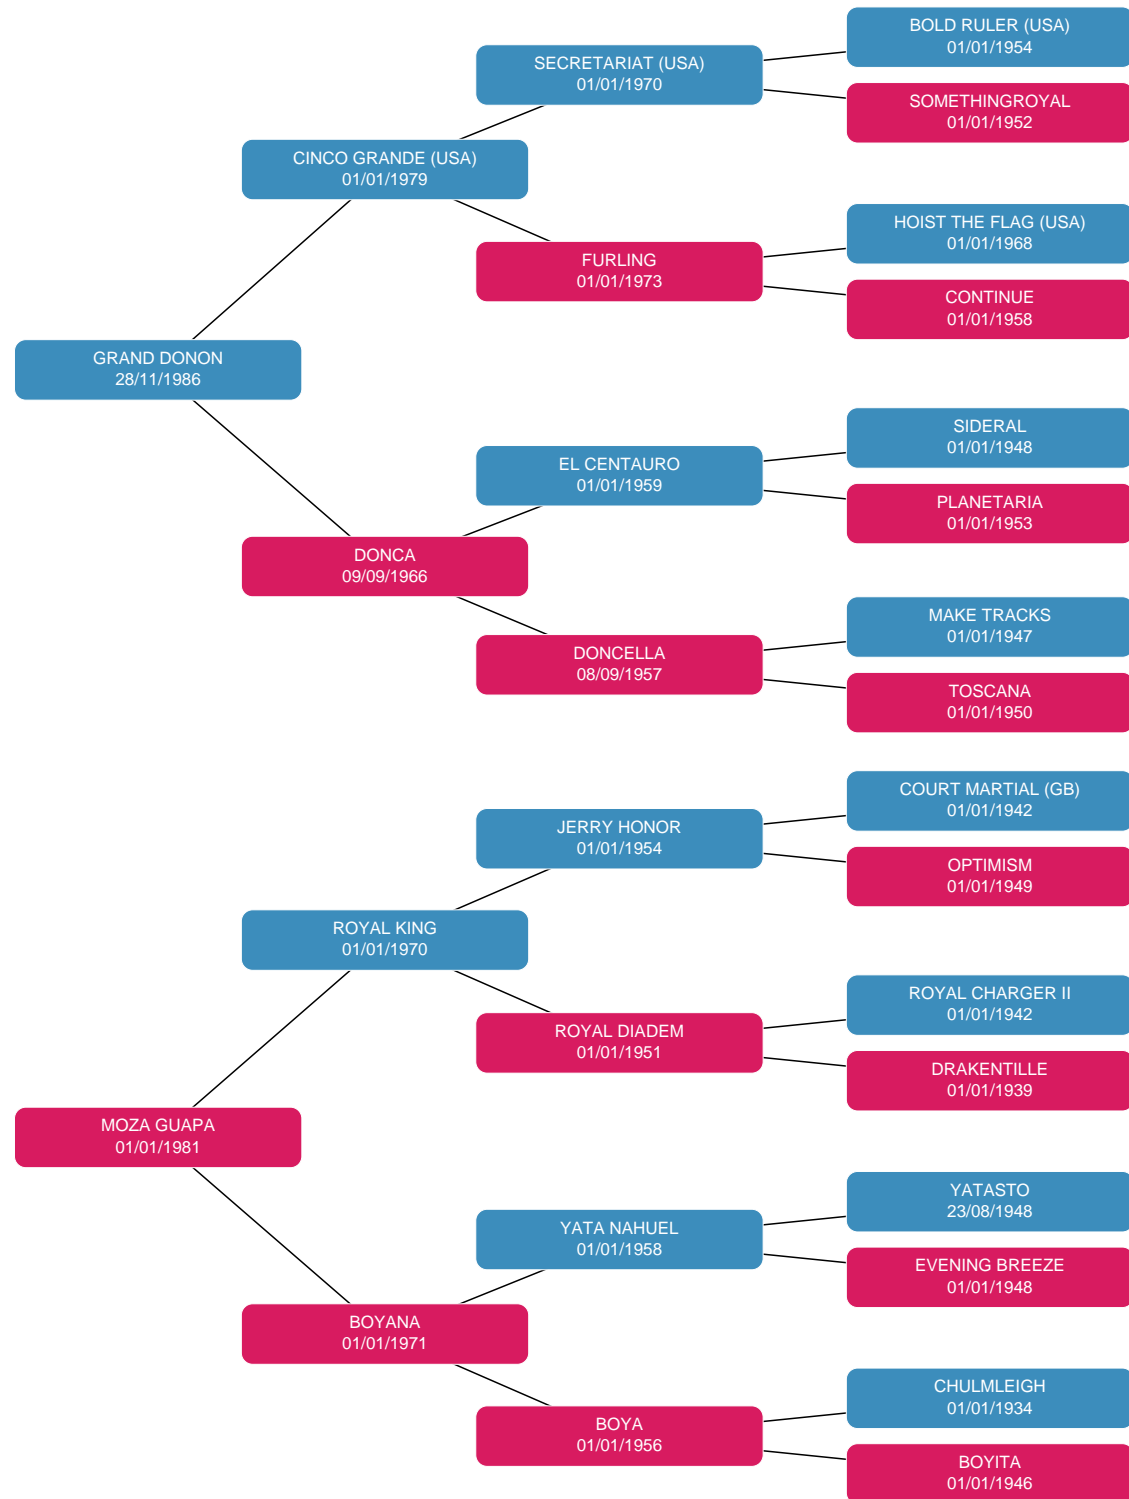 BOLD RULER (USA)
01/01/1954
SECRETARIAT (USA)
01/01/1970
SOMETHINGROYAL
01/01/1952
CINCO GRANDE (USA)
01/01/1979
HOIST THE FLAG (USA)
01/01/1968
FURLING
01/01/1973
CONTINUE
01/01/1958
GRAND DONON
28/11/1986
SIDERAL
01/01/1948
EL CENTAURO
01/01/1959
PLANETARIA
01/01/1953
DONCA
09/09/1966
MAKE TRACKS
01/01/1947
DONCELLA
08/09/1957
TOSCANA
01/01/1950
COURT MARTIAL (GB)
01/01/1942
JERRY HONOR
01/01/1954
OPTIMISM
01/01/1949
ROYAL KING
01/01/1970
ROYAL CHARGER II
01/01/1942
ROYAL DIADEM
01/01/1951
DRAKENTILLE
01/01/1939
MOZA GUAPA
01/01/1981
YATASTO
23/08/1948
YATA NAHUEL
01/01/1958
EVENING BREEZE
01/01/1948
BOYANA
01/01/1971
CHULMLEIGH
01/01/1934
BOYA
01/01/1956
BOYITA
01/01/1946